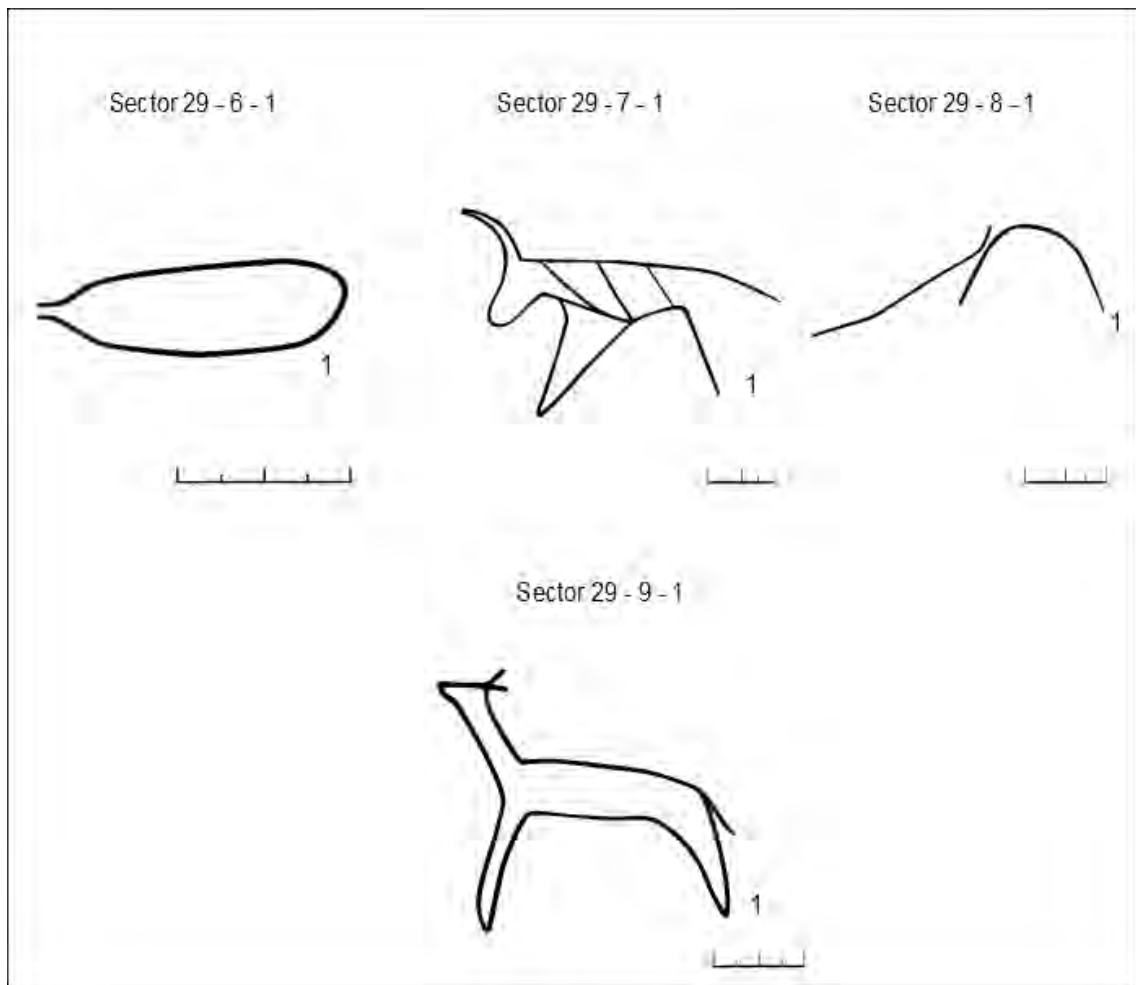 Sector 29 - 6 - 1
Sector 29 - 7 - 1
Sector 29 - 8 - 1
1
1
1
Sector 29 - 9 - 1
1